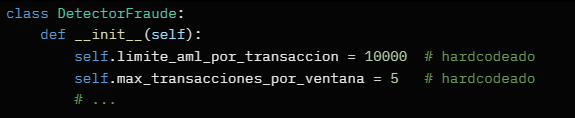 class DetectorFraude:
    def __init__(self):
        self.limite_aml_por_transaccion = 10000  # hardcodeado
        self.max_transacciones_por_ventana = 5   # hardcodeado
        # ...